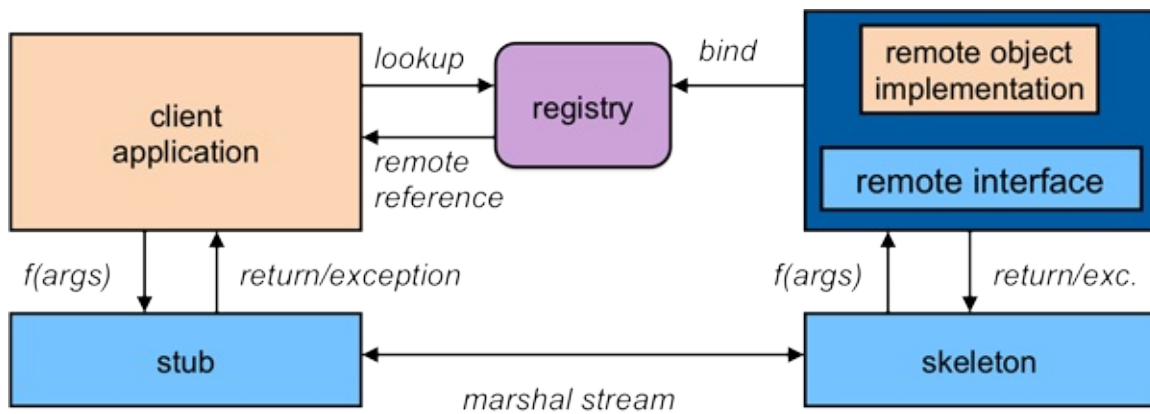 client
application
lookup
registry
bind
remote object
implementation
remote
reference
remote interface
f(args)
return/exception
f(args)
return/exc.
stub
marshal stream
skeleton